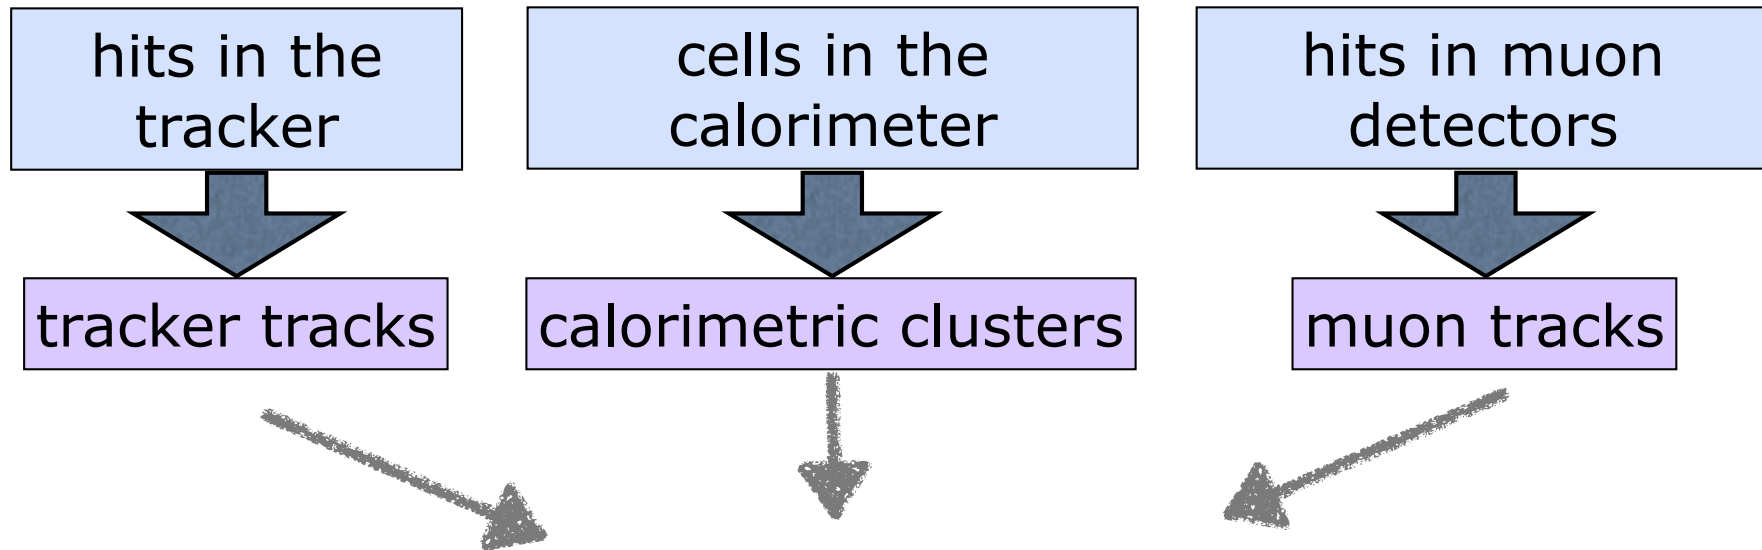 hits in the
tracker
cells in the
calorimeter
hits in muon
detectors
tracker tracks
calorimetric clusters
muon tracks